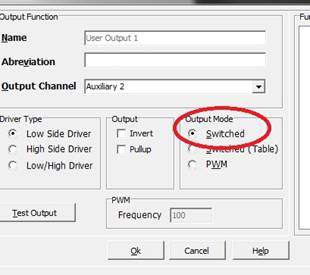 Output Function
Fu
Name
User Output 1
Abreviation
Output Channel
Auxiliary 2
Driver Type
Low Side Driver
High Side Driver
Low/High Driver
Output
Invert
Pullup
Output Mode
Switched
Switched (Table)
PWM
Test Output
PWM
Frequency
100
Ok
Cancel
Help